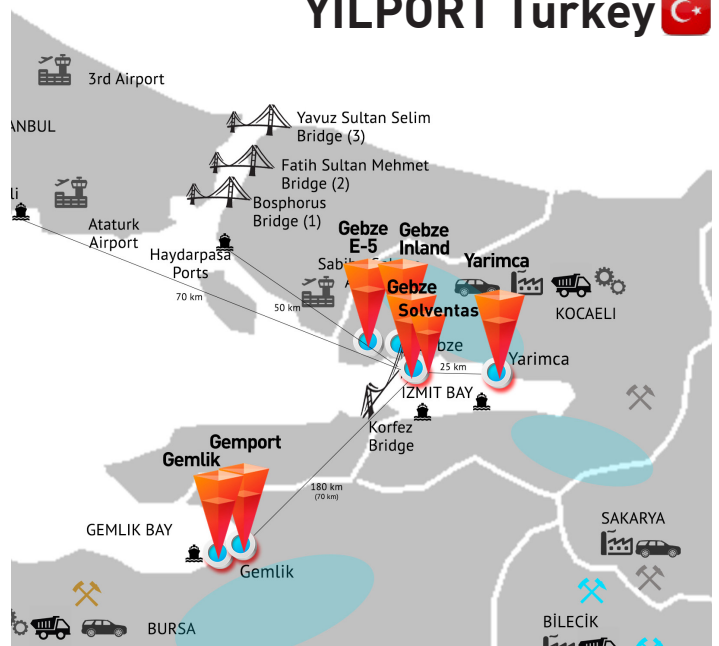 YILPORT Turkey
3rd Airport
ANBUL
Yavuz Sultan Selim
Bridge (3)
Fatih Sultan Mehmet
Bridge (2)
li
Bosphorus
Bridge (1)
Ataturk
Airport
Haydarpasa
Ports
Gebze
E-5
Gebze
Inland
Yarimca
70 km
50 km
Gebze
Solventas
KOCAELI
bze
Yarimca
25 km
IZMIT BAY
Korfez
Bridge
Gemport
Gemlik
180 km
(70 km)
GEMLIK BAY
Gemlik
SAKARYA
BURSA
BİLECİK